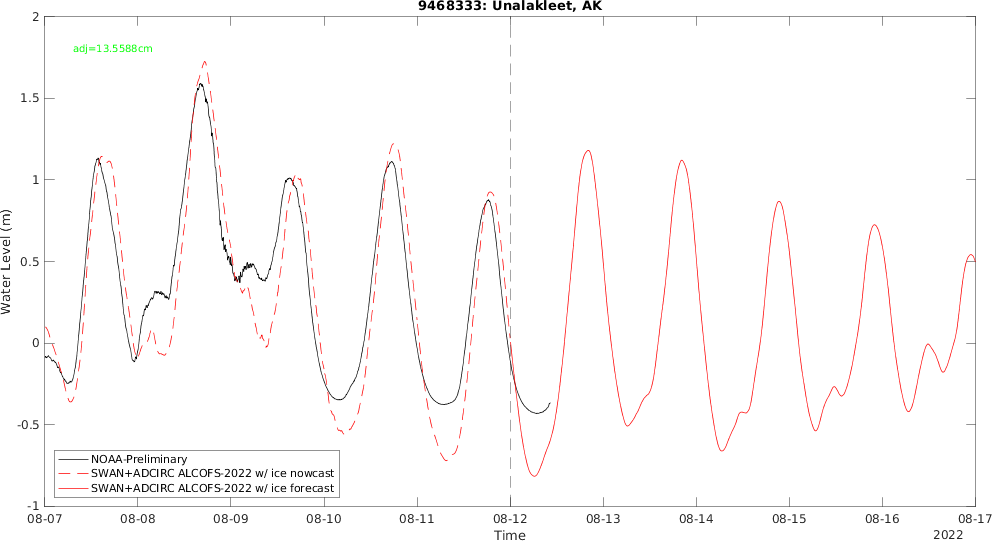 9468333: Unalakleet, AK
adj=13.5588cm
2
1.5
1
0.5
0
-0.5
-1
Water Level (m)
NOAA-Preliminary
SWAN+ADCIRC ALCOFS-2022 w/ ice nowcast
SWAN+ADCIRC ALCOFS-2022 w/ ice forecast
08-07 08-08 08-09 08-10 08-11 08-12 08-13 08-14 08-15 08-16 08-17
Time
2022